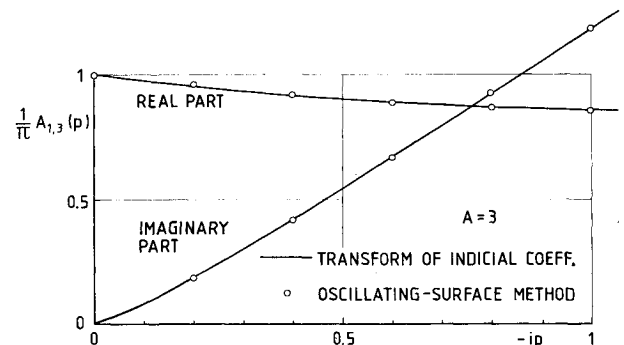 1
REAL PART
1/π A1,3 (p)
0.5
IMAGINARY
PART
A=3
TRANSFORM OF INDICIAL COEFF.
OSCILLATING-SURFACE METHOD
0
0 0.5 -ip 1